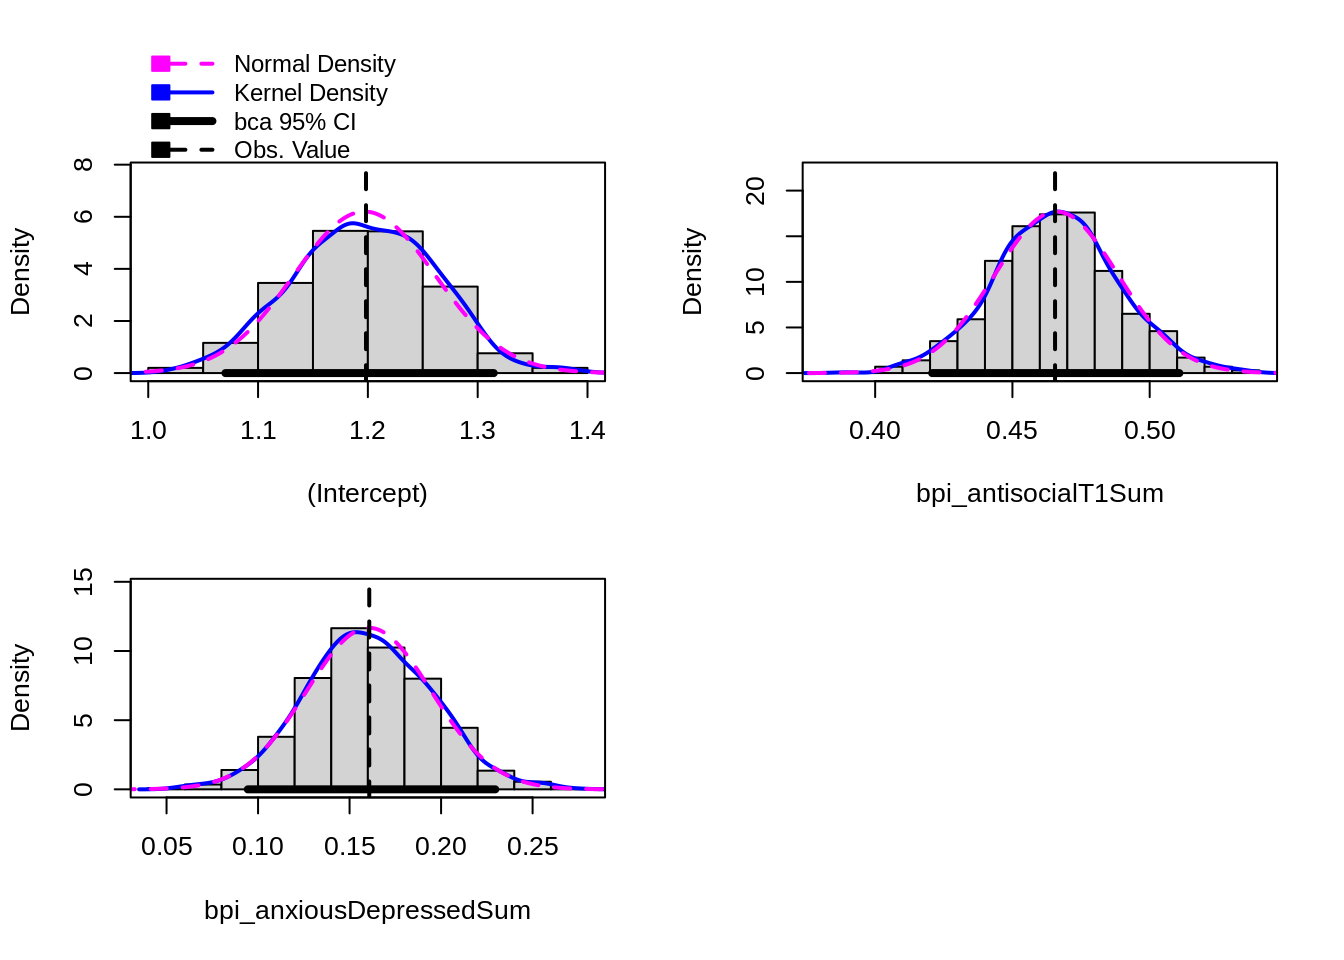 Normal Density
Kernel Density
bca 95% CI
Obs. Value
Density
0 2 4 6 8
1.0 1.1 1.2 1.3 1.4
(Intercept)
Density
0 5 10 20
0.40 0.45 0.50
bpi_antisocialT1Sum
Density
0 5 10 15
0.05 0.10 0.15 0.20 0.25
bpi_anxiousDepressedSum